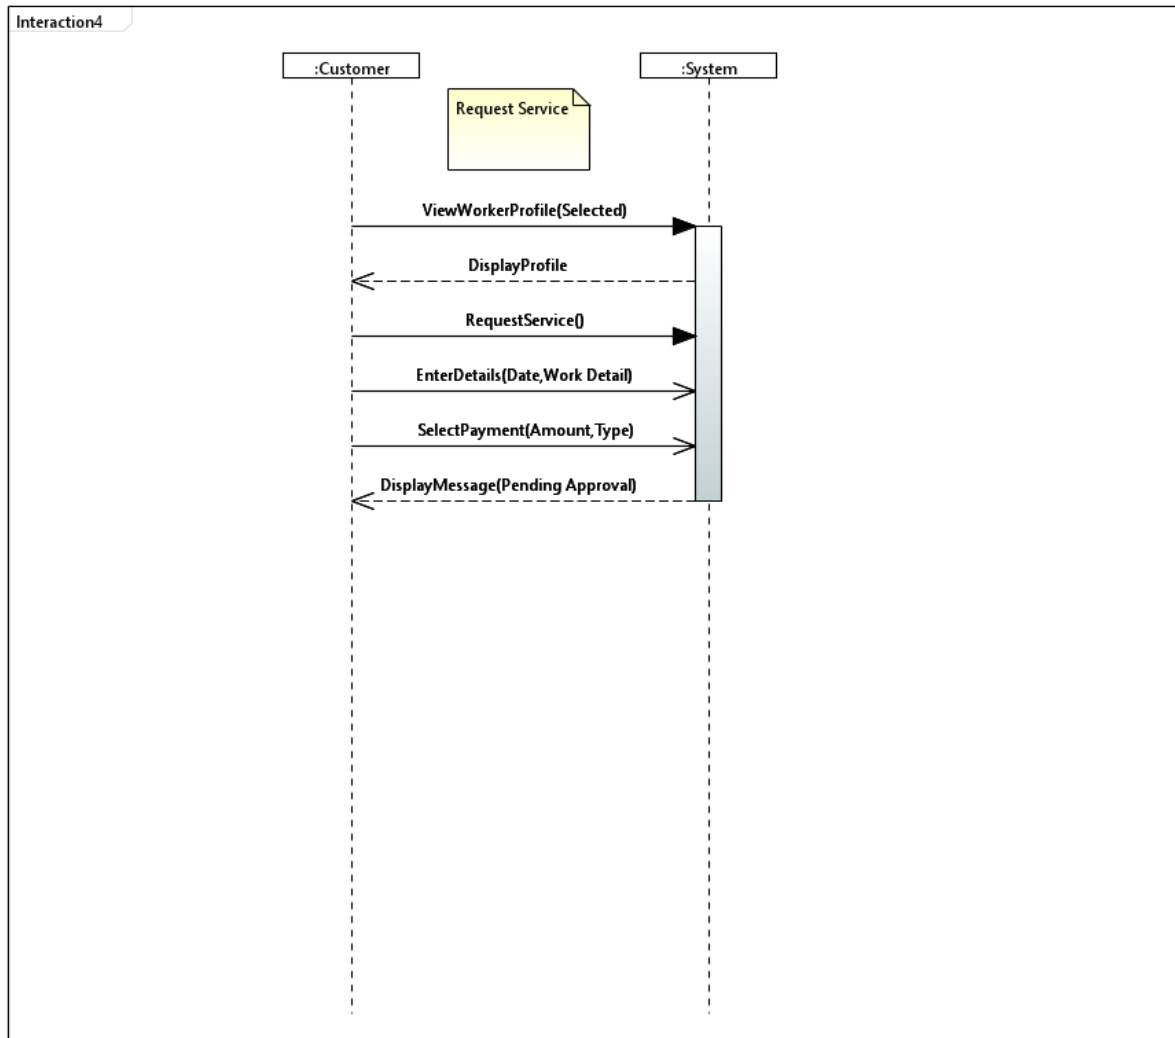 Interaction4
:Customer
:System
Request Service
ViewWorkerProfile(Selected)
DisplayProfile
RequestService()
EnterDetails(Date,Work Detail)
SelectPayment(Amount,Type)
DisplayMessage(Pending Approval)